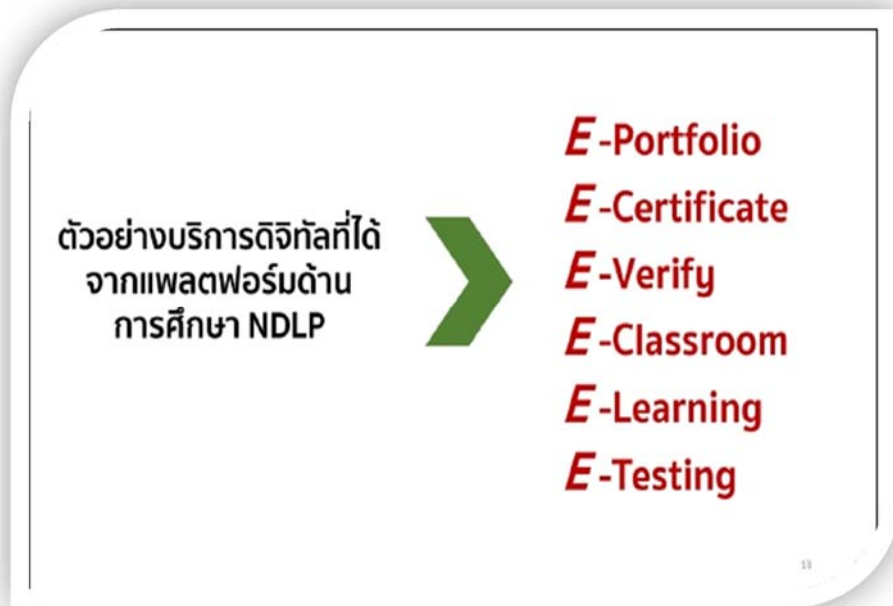 ตัวอย่างบริการดิจิทัลที่ได้
จากแพลตฟอร์มด้าน
การศึกษา NDLP
E-Portfolio
E-Certificate
E-Verify
E-Classroom
E-Learning
E-Testing